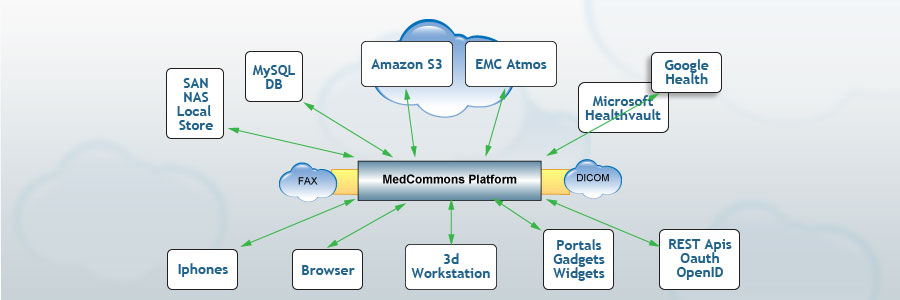 Amazon S3
EMC Atmos
Google
Health
MySQL
DB
SAN
NAS
Local
Store
Microsoft
Healthvault
FAX
MedCommons Platform
DICOM
Iphones
Browser
3d
Workstation
Portals
Gadgets
Widgets
REST Apis
Oauth
OpenID